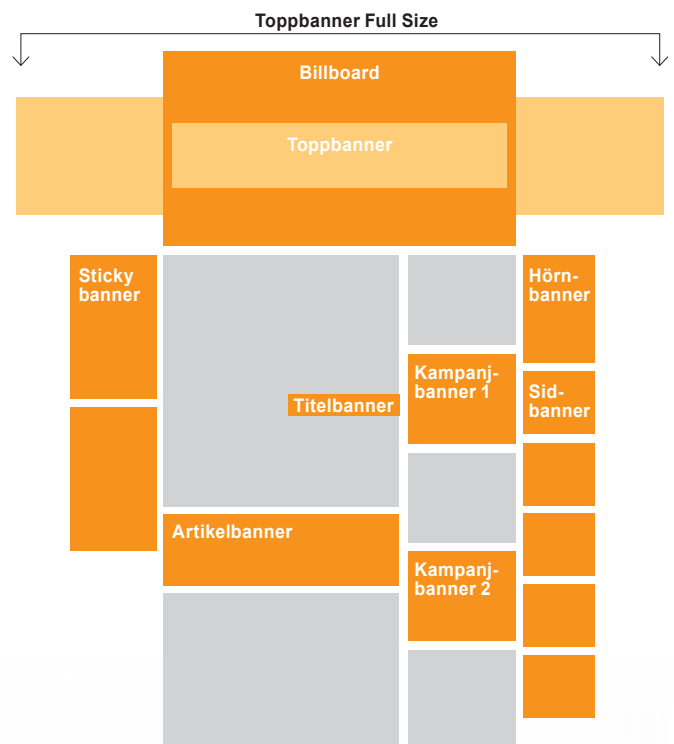 Toppbanner Full Size
Billboard
Toppbanner
Sticky
banner
Hörn-
banner
Kampanj-
banner 1
Titelbanner
Sid-
banner
Artikelbanner
Kampanj-
banner 2